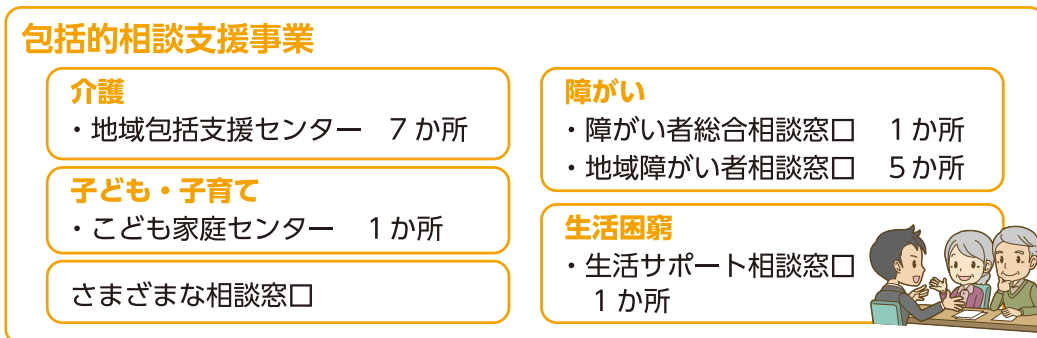 包括的相談支援事業
介護
・地域包括支援センター　7か所
子ども・子育て
・こども家庭センター　1か所
さまざまな相談窓口
障がい
・障がい者総合相談窓口　1か所
・地域障がい者相談窓口　5か所
生活困窮
・生活サポート相談窓口
1か所